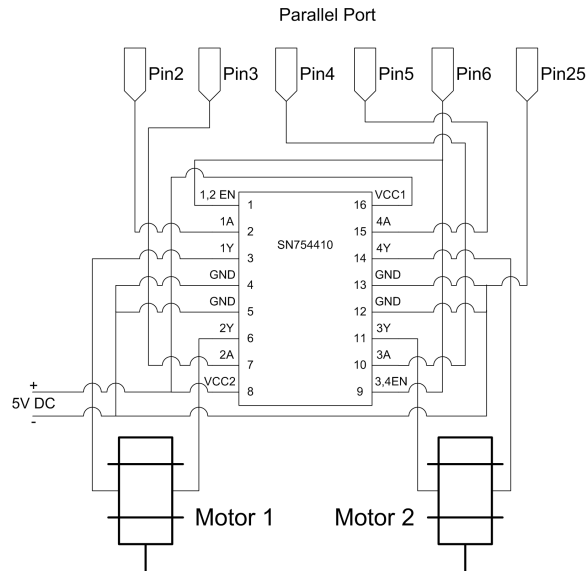 Parallel Port
Pin2 Pin3 Pin4 Pin5 Pin6 Pin25
1,2 EN 1 16 VCC1
1A 2 SN754410 15 4A
1Y 3 14 4Y
GND 4 13 GND
GND 5 12 GND
2Y 6 11 3Y
2A 7 10 3A
VCC2 8 9 3,4EN
+
5V DC
-
Motor 1 Motor 2